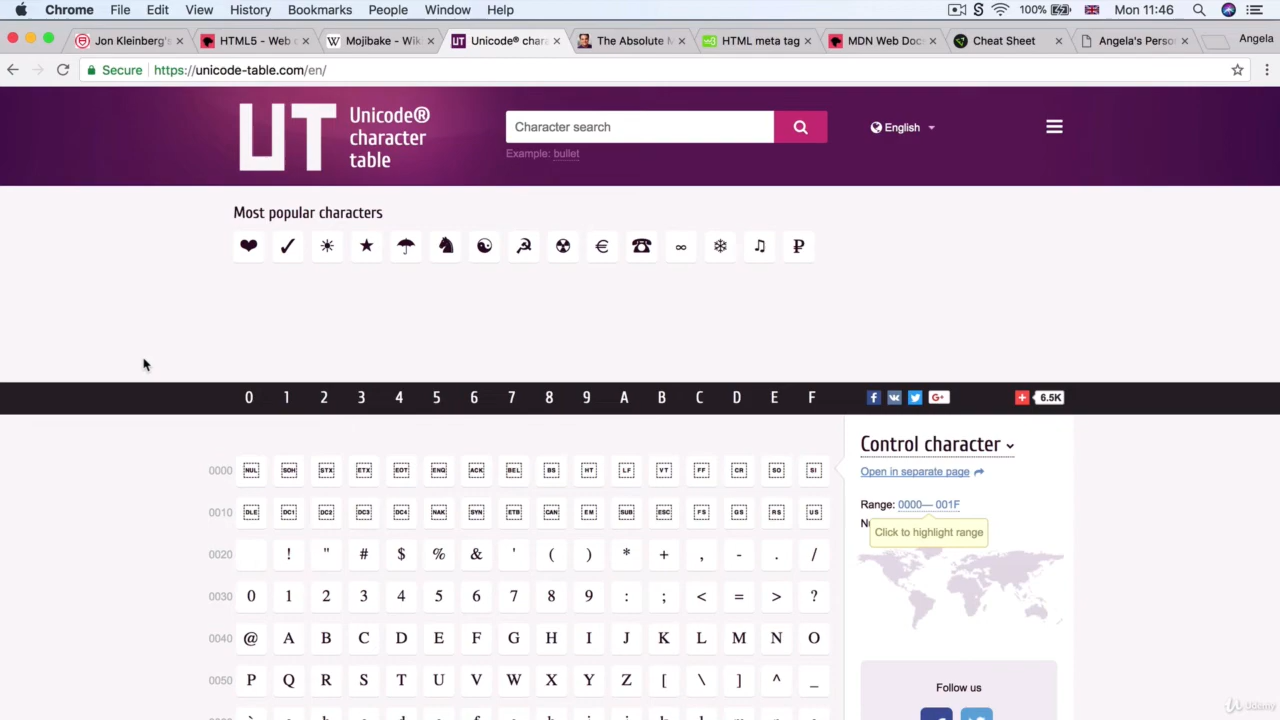 Chrome File Edit View History Bookmarks People Window Help 100% Mon 11:46
Jon Kleinberg's HTML5 - Web Mojibake - Wiki Unicode® chara The Absolute M HTML meta tag MDN Web Doc Cheat Sheet Angela's Perso Angela
Secure https://unicode-table.com/en/
UT Unicode®
character
table
Character search
English
Example: bullet
Most popular characters
❤ ✓ ☀ ★ ☂ ♞ ☯ ☭ ☢ € ☎ ∞ ❄ ♫ ₽
0 1 2 3 4 5 6 7 8 9 A B C D E F G+ 6.5K
Control character
0000 NUL SOH STX ETX EOT ENQ ACK BEL BS HT LF VT FF CR SO SI
Open in separate page
Range: 0000— 001F
0010 DLE DC1 DC2 DC3 DC4 NAK SYN ETB CAN EM SUB ESC FS GS RS US
Click to highlight range
0020 ! " # $ % & ' ( ) * + , - . /
0030 0 1 2 3 4 5 6 7 8 9 : ; < = > ?
0040 @ A B C D E F G H I J K L M N O
0050 P Q R S T U V W X Y Z [ \ ] ^ _
Follow us
Udemy